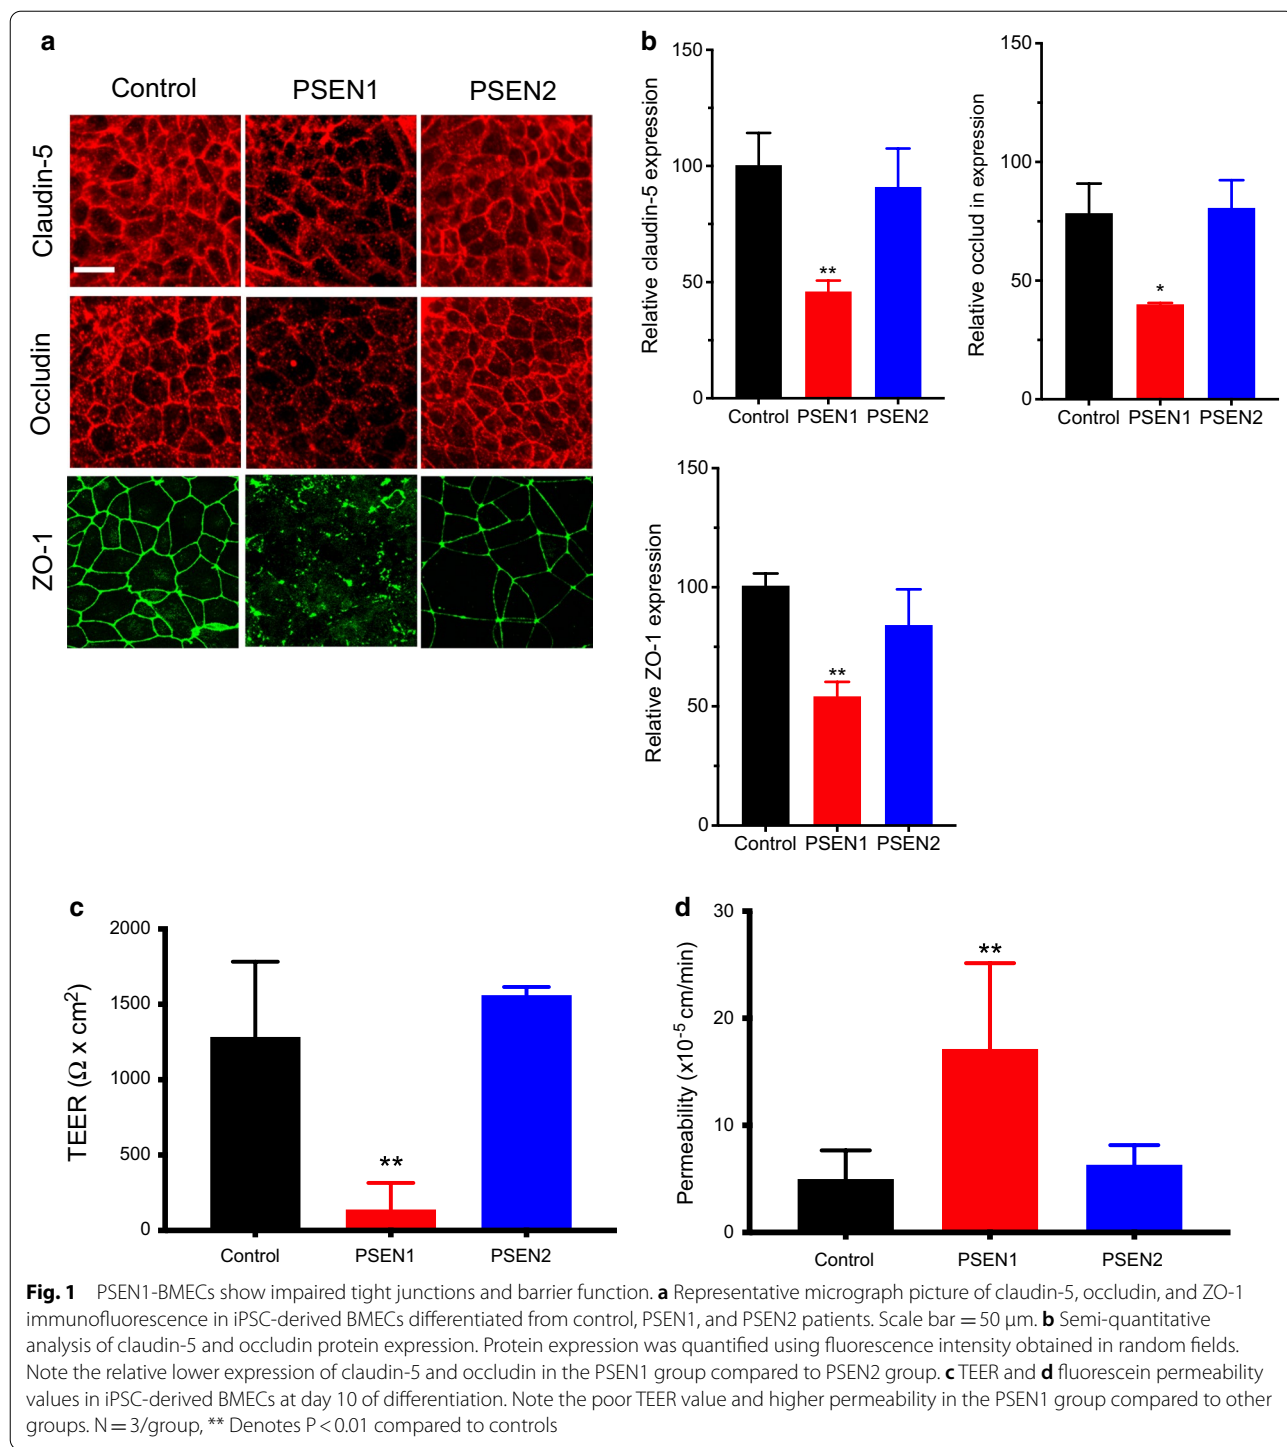 a
Control PSEN1 PSEN2
Claudin-5
Occludin
ZO-1
b
Relative claudin-5 expression
150
100
50
0
** 
Control PSEN1 PSEN2
Relative occlud in expression
150
100
50
0
*
Control PSEN1 PSEN2
Relative ZO-1 expression
150
100
50
0
**
Control PSEN1 PSEN2
c
TEER (Ω x cm²)
2000
1500
1000
500
0
**
Control PSEN1 PSEN2
d
Permeability (x10⁻⁵ cm/min)
30
20
10
0
**
Control PSEN1 PSEN2
Fig. 1 PSEN1-BMECs show impaired tight junctions and barrier function. a Representative micrograph picture of claudin-5, occludin, and ZO-1
immunofluorescence in iPSC-derived BMECs differentiated from control, PSEN1, and PSEN2 patients. Scale bar = 50 µm. b Semi-quantitative
analysis of claudin-5 and occludin protein expression. Protein expression was quantified using fluorescence intensity obtained in random fields.
Note the relative lower expression of claudin-5 and occludin in the PSEN1 group compared to PSEN2 group. c TEER and d fluorescein permeability
values in iPSC-derived BMECs at day 10 of differentiation. Note the poor TEER value and higher permeability in the PSEN1 group compared to other
groups. N = 3/group, ** Denotes P < 0.01 compared to controls